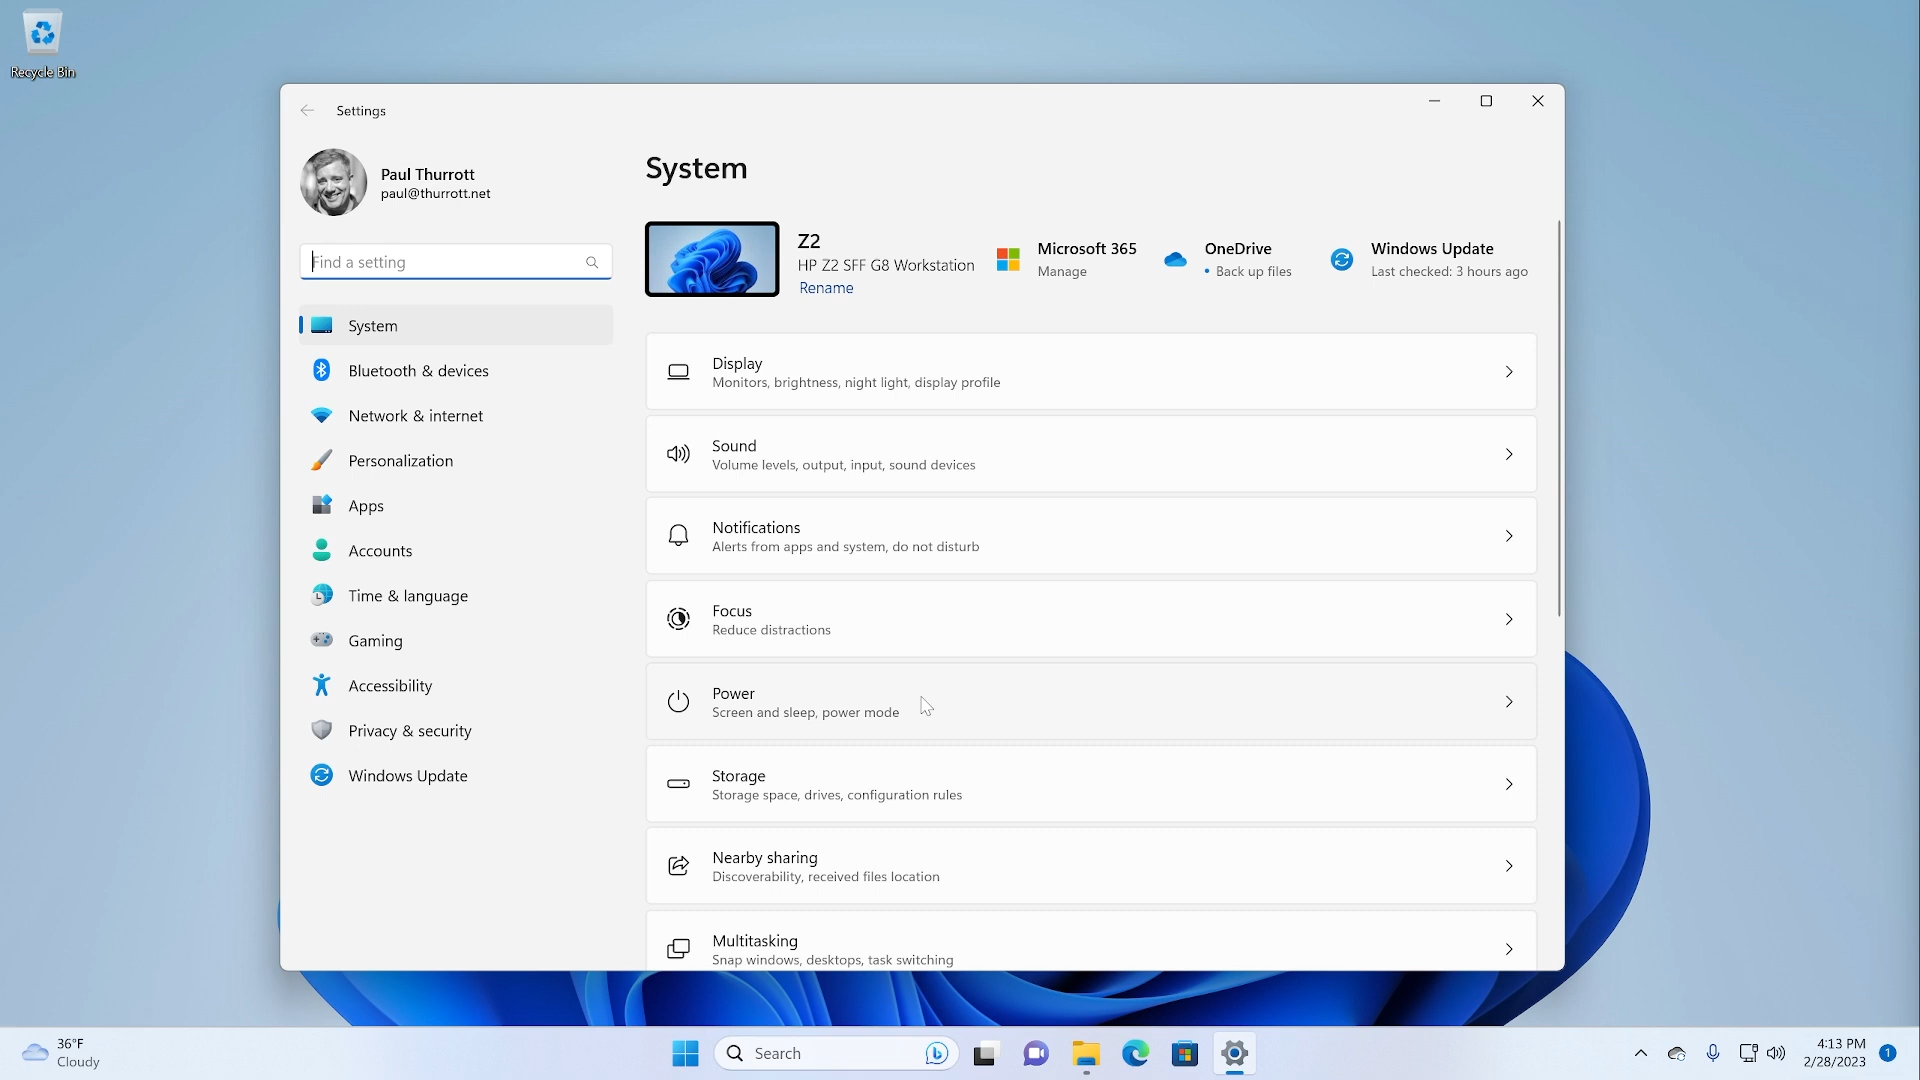 Recycle Bin
Settings
Paul Thurrott
paul@thurrott.net
Find a setting
System
Bluetooth & devices
Network & internet
Personalization
Apps
Accounts
Time & language
Gaming
Accessibility
Privacy & security
Windows Update
System
Z2
HP Z2 SFF G8 Workstation
Rename
Microsoft 365
Manage
OneDrive
• Back up files
Windows Update
Last checked: 3 hours ago
Display
Monitors, brightness, night light, display profile
Sound
Volume levels, output, input, sound devices
Notifications
Alerts from apps and system, do not disturb
Focus
Reduce distractions
Power
Screen and sleep, power mode
Storage
Storage space, drives, configuration rules
Nearby sharing
Discoverability, received files location
Multitasking
Snap windows, desktops, task switching
36°F
Cloudy
Search
4:13 PM
2/28/2023
1